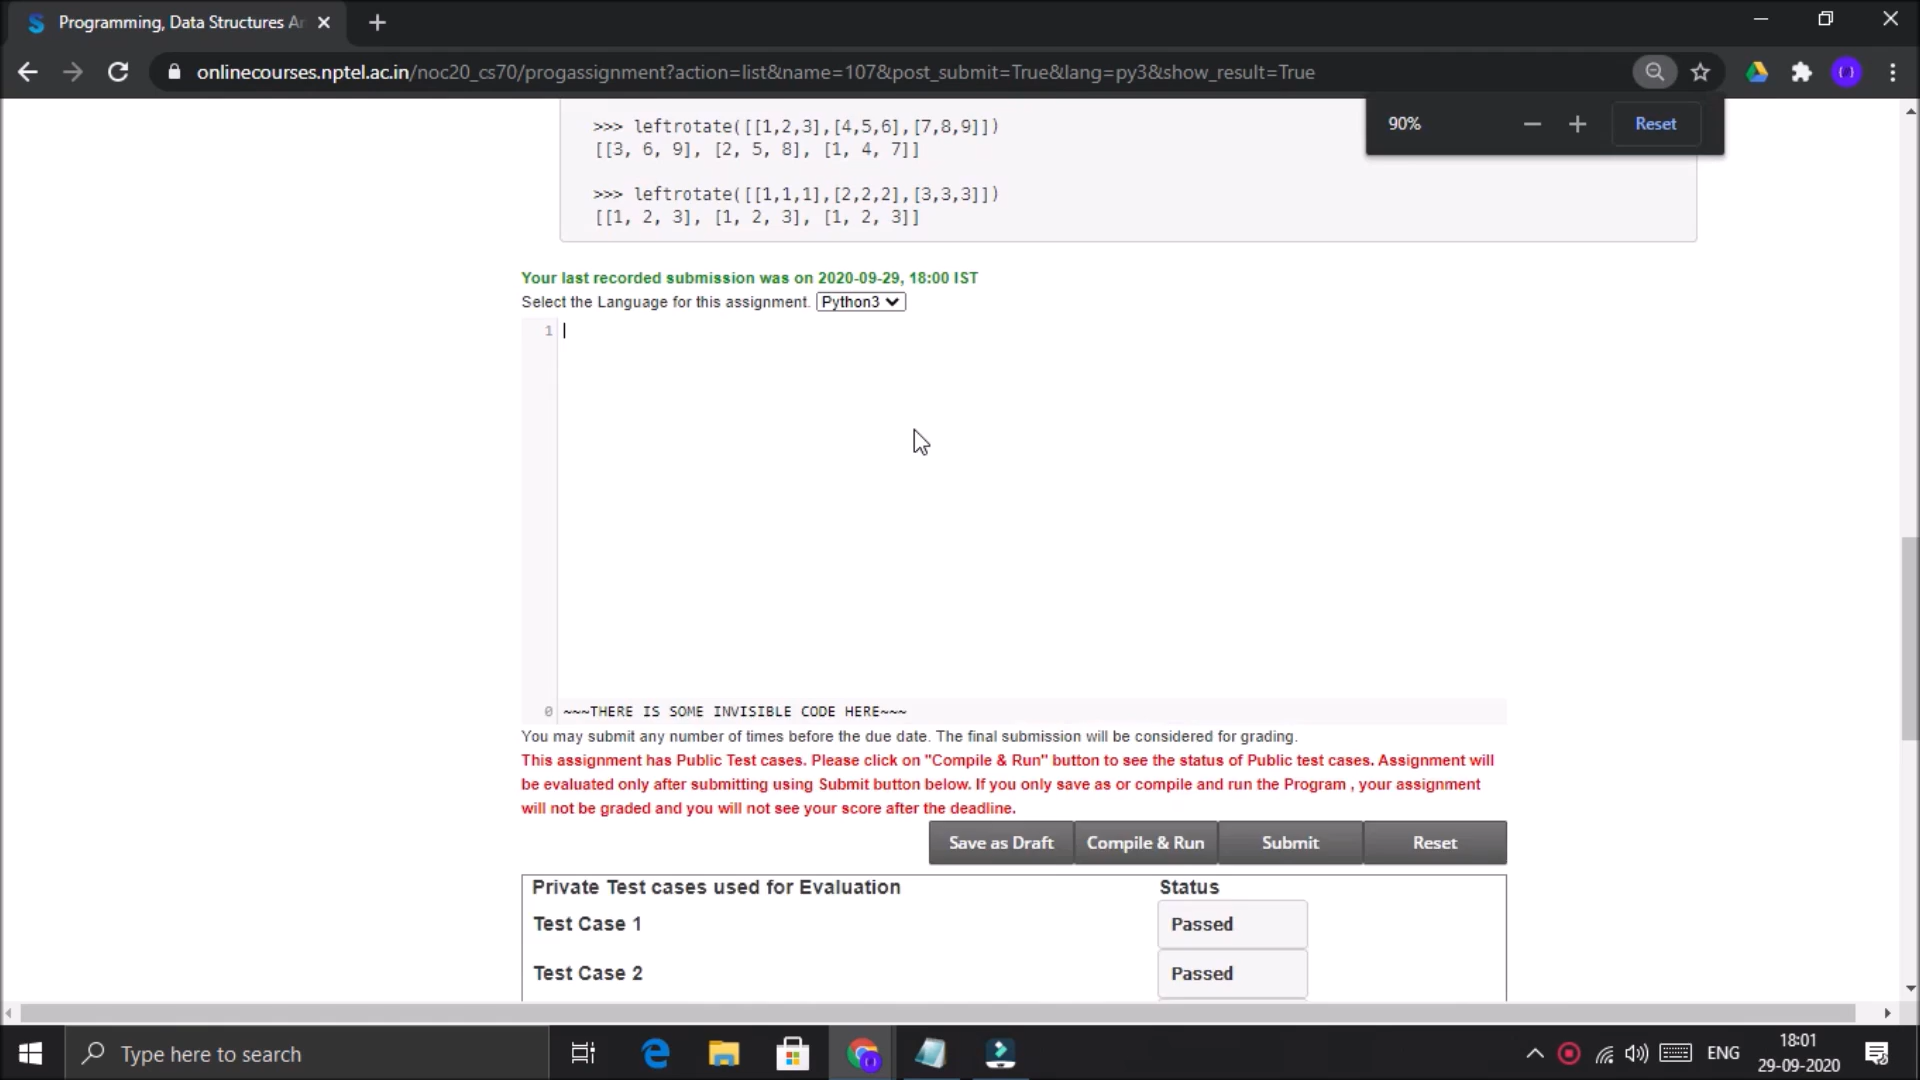 Programming, Data Structures Ar
onlinecourses.nptel.ac.in/noc20_cs70/progassignment?action=list&name=107&post_submit=True&lang=py3&show_result=True
90%
Reset
>>> leftrotate([[1,2,3],[4,5,6],[7,8,9]])
[[3, 6, 9], [2, 5, 8], [1, 4, 7]]
>>> leftrotate([[1,1,1],[2,2,2],[3,3,3]])
[[1, 2, 3], [1, 2, 3], [1, 2, 3]]
Your last recorded submission was on 2020-09-29, 18:00 IST
Select the Language for this assignment. Python3
1
0 ~~~THERE IS SOME INVISIBLE CODE HERE~~~
You may submit any number of times before the due date. The final submission will be considered for grading.
This assignment has Public Test cases. Please click on "Compile & Run" button to see the status of Public test cases. Assignment will
be evaluated only after submitting using Submit button below. If you only save as or compile and run the Program , your assignment
will not be graded and you will not see your score after the deadline.
Save as Draft Compile & Run Submit Reset
Private Test cases used for Evaluation Status
Test Case 1 Passed
Test Case 2 Passed
Type here to search
ENG
18:01
29-09-2020